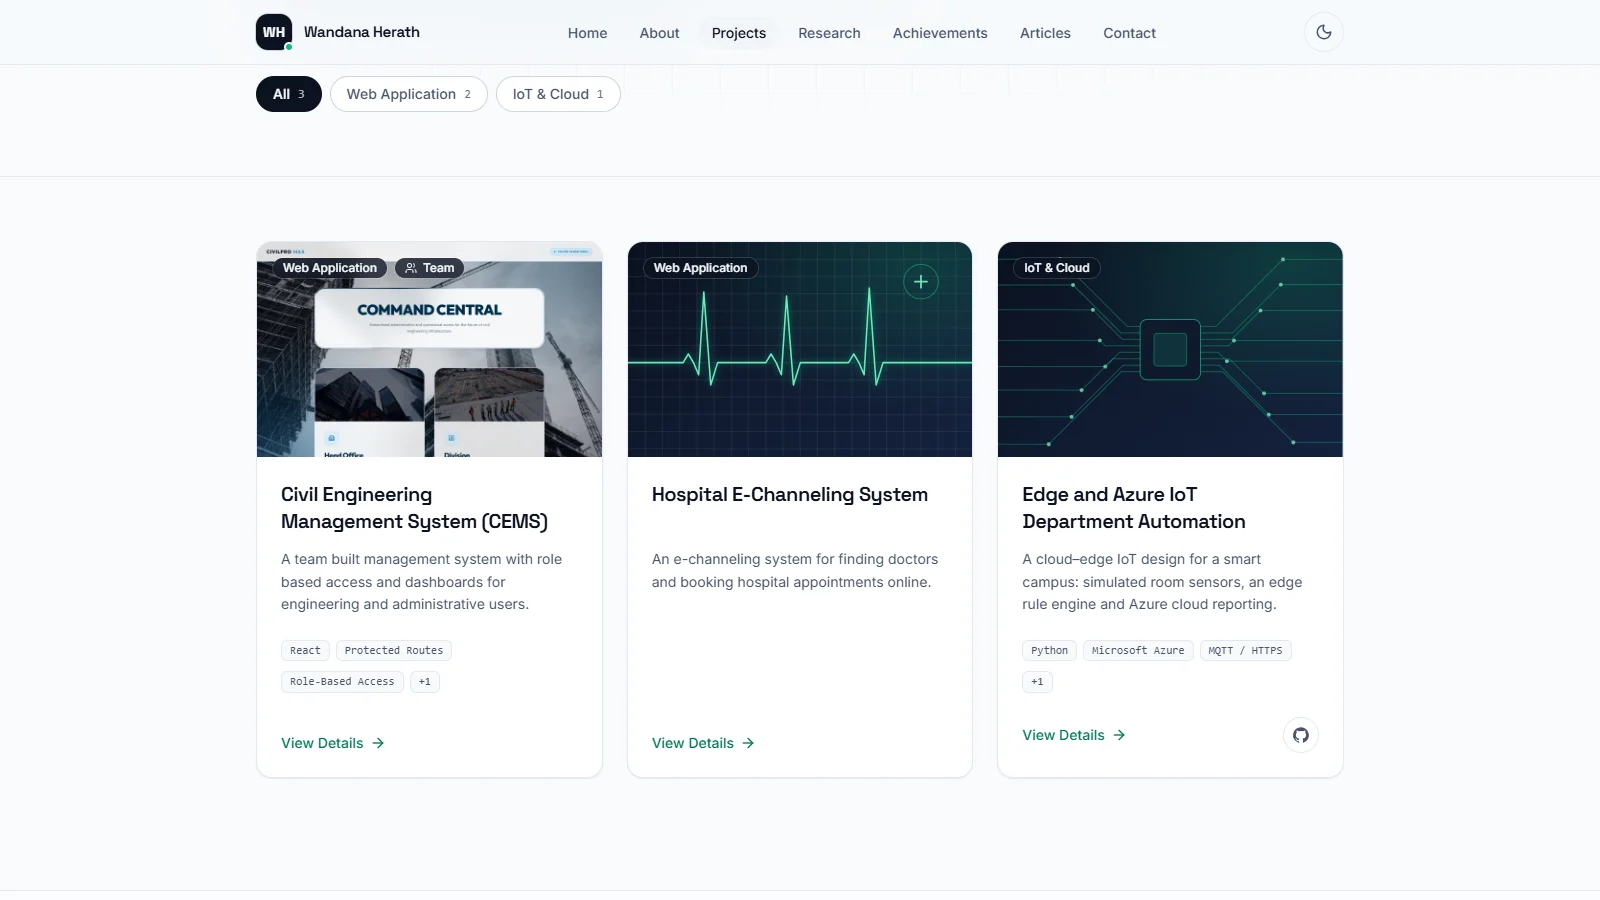 WH
Wandana Herath
Home
About
Projects
Research
Achievements
Articles
Contact
All 3
Web Application 2
IoT & Cloud 1
CIVILPRO MAX
Web Application
Team
COMMAND CENTRAL
Head Office
Division
Web Application
IoT & Cloud
Civil Engineering
Management System (CEMS)
A team built management system with role
based access and dashboards for
engineering and administrative users.
React
Protected Routes
Role-Based Access
+1
View Details
Hospital E-Channeling System
An e-channeling system for finding doctors
and booking hospital appointments online.
View Details
Edge and Azure IoT
Department Automation
A cloud–edge IoT design for a smart
campus: simulated room sensors, an edge
rule engine and Azure cloud reporting.
Python
Microsoft Azure
MQTT / HTTPS
+1
View Details